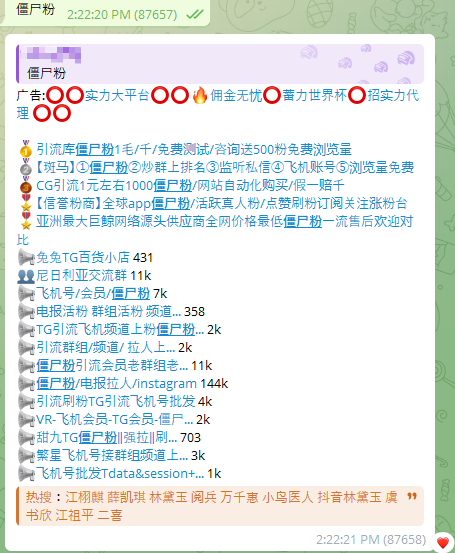 僵尸粉 2:22:20 PM (87657)
僵尸粉
广告:⭕⭕实力大平台⭕⭕🔥佣金无忧⭕蓄力世界杯⭕招实力代
理⭕⭕
🥇引流库僵尸粉1毛/千/免费测试/咨询送500粉免费浏览量
🥈【斑马】①僵尸粉②炒群上排名③监听私信④飞机账号⑤浏览量免费
🥉CG引流1元左右1000僵尸粉/网站自动化购买/假一赔千
🎖【信誉粉商】全球app僵尸粉/活跃真人粉/点赞刷粉订阅关注涨粉台
🎖亚洲最大巨鲸网络源头供应商全网价格最低僵尸粉一流售后欢迎对
比
📢兔兔TG百货小店 431
👥尼日利亚交流群 11k
📢飞机号/会员/僵尸粉 7k
📢电报活粉 群组活粉 频道... 358
📢TG引流飞机频道上粉僵尸粉... 2k
📢引流群组/频道/ 拉人上... 2k
📢僵尸粉引流会员老群组老... 11k
📢僵尸粉/电报拉人/instagram 144k
📢引流刷粉TG引流飞机号批发 4k
📢VR-飞机会员-TG会员-僵尸... 2k
📢甜九TG僵尸粉||强拉||刷... 703
📢繁星飞机号接群组频道上... 3k
📢飞机号批发Tdata&session+... 1k
热搜：江栩麒 薛凯琪 林黛玉 阅兵 万千惠 小鸟医人 抖音林黛玉 虞
书欣 江祖平 二喜
2:22:21 PM (87658)